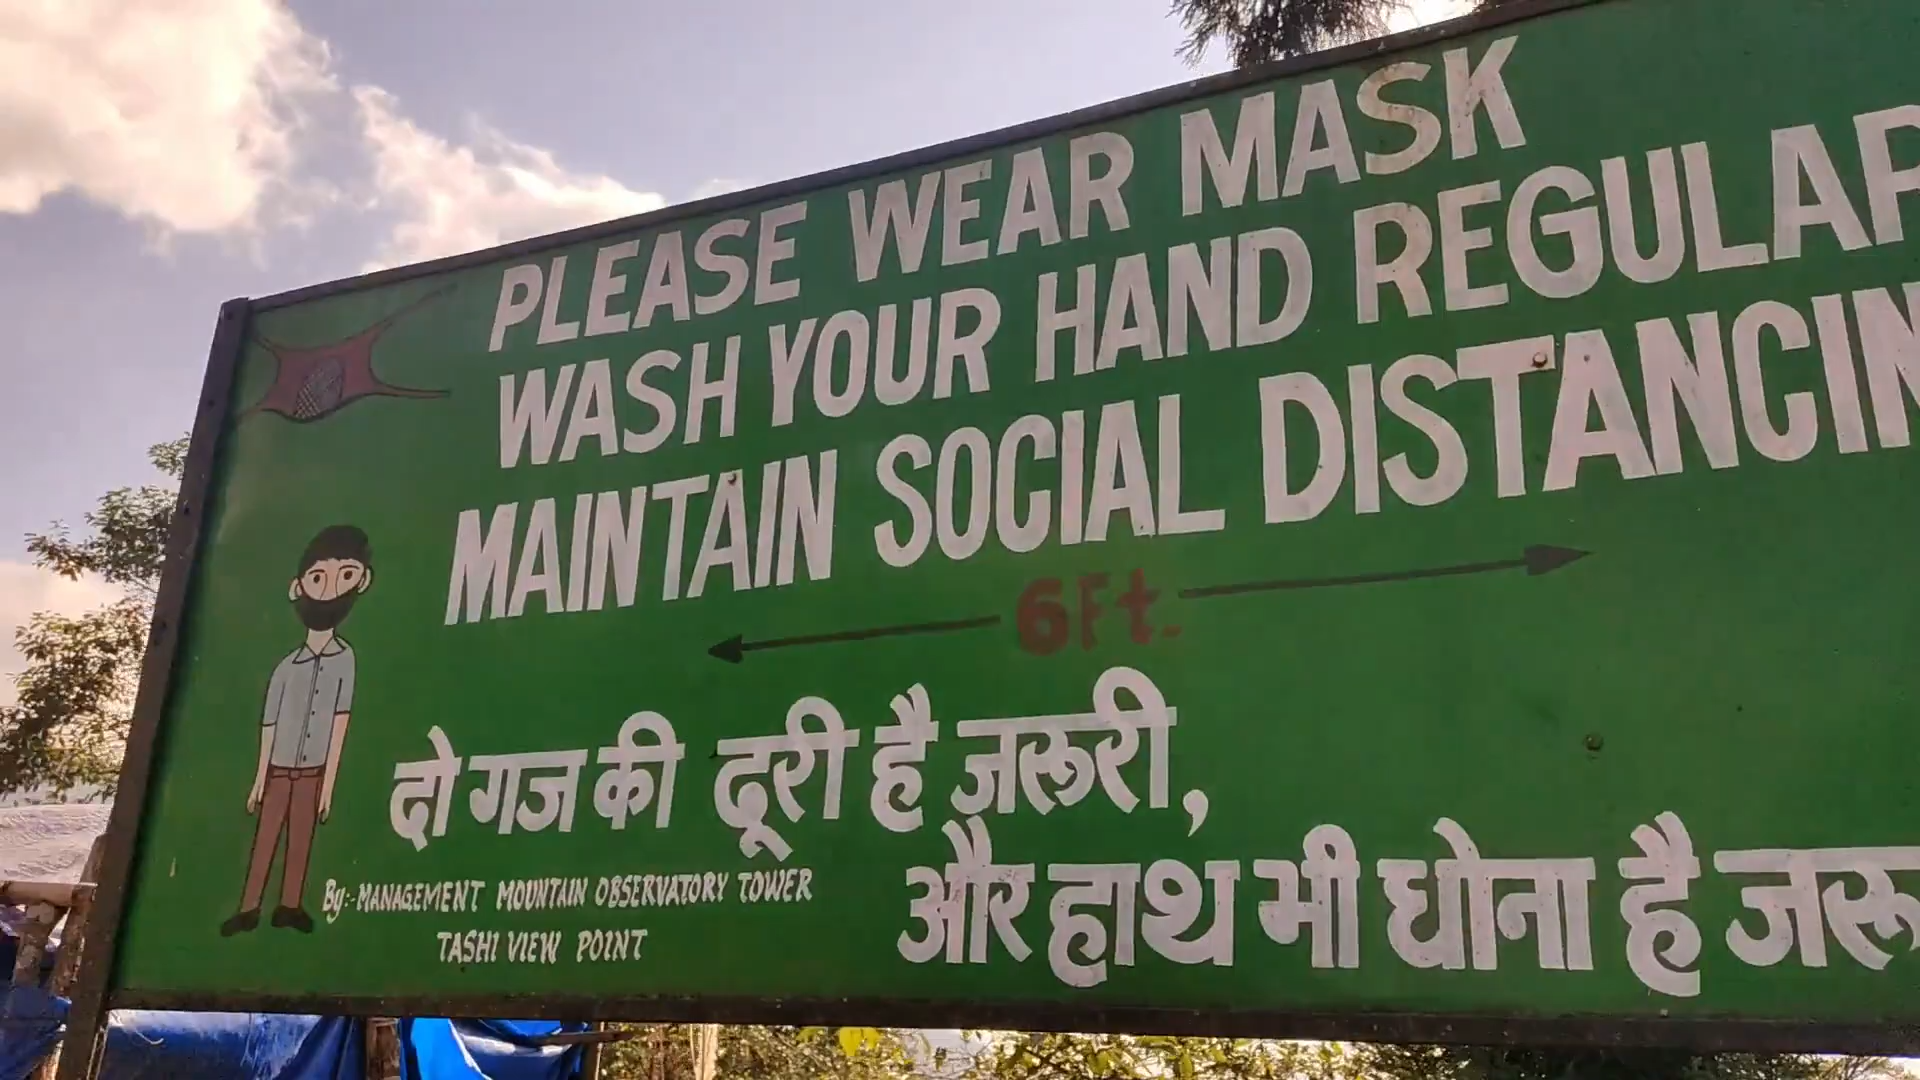 PLEASE WEAR MASK
WASH YOUR HAND REGULAR
MAINTAIN SOCIAL DISTANCIN
6Ft.
दो गज की दूरी है ज़रूरी,
और हाथ भी धोना है जरू
By:-MANAGEMENT MOUNTAIN OBSERVATORY TOWER
TASHI VIEW POINT